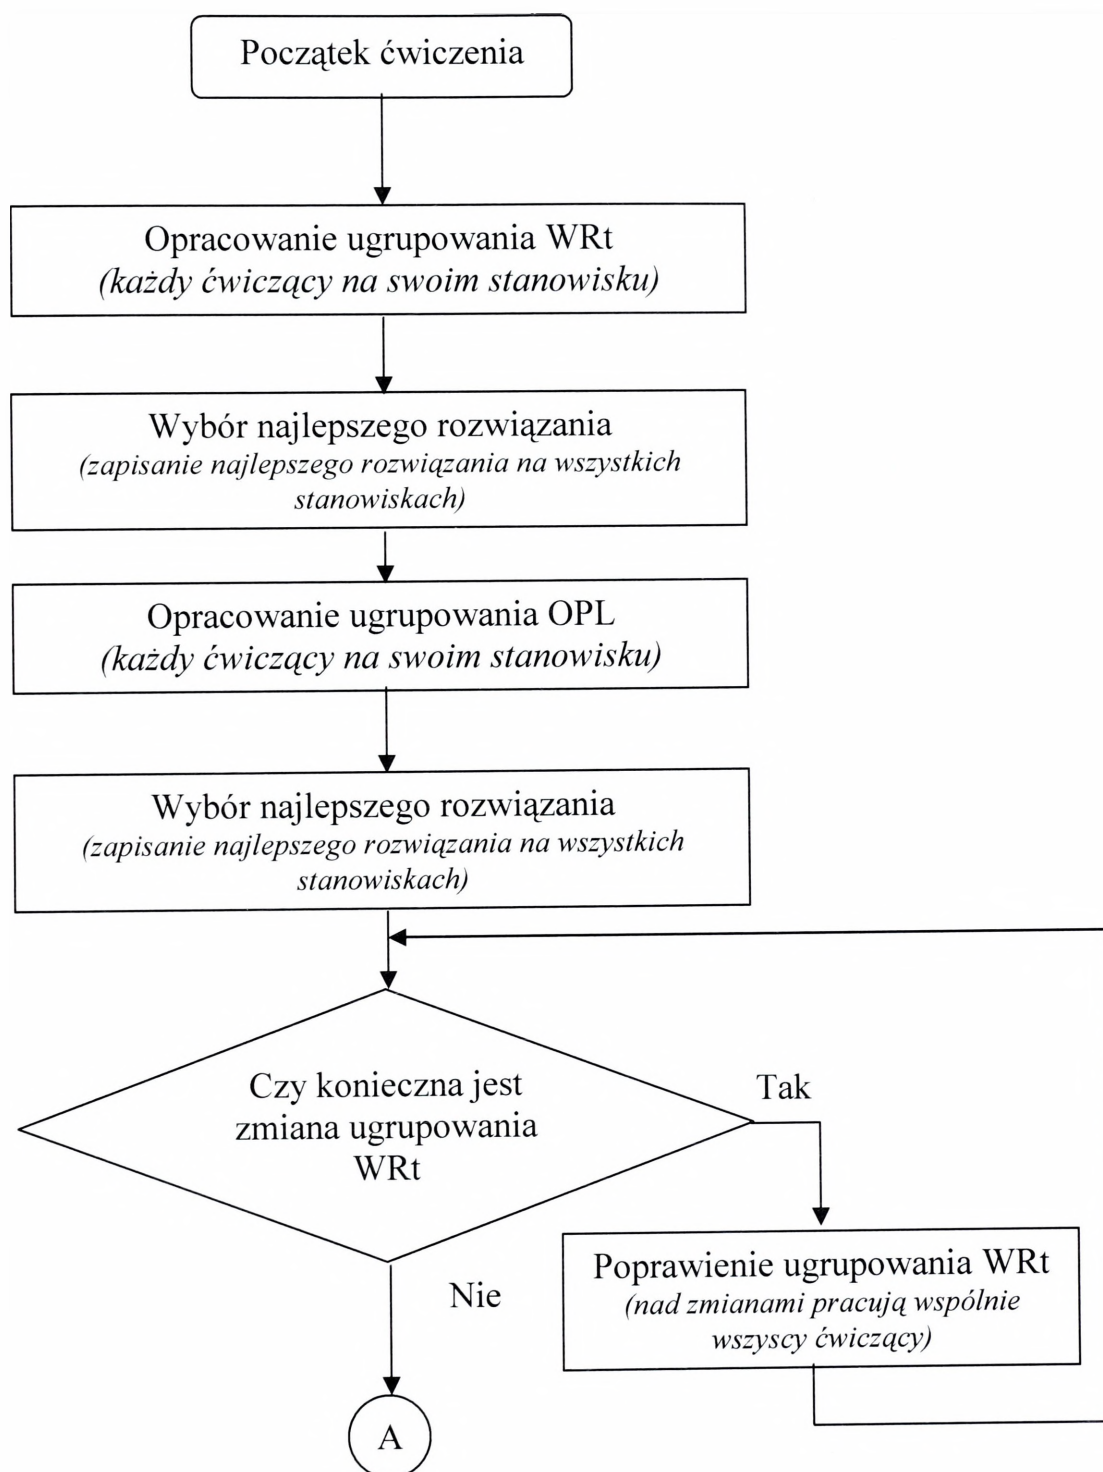 Początek ćwiczenia
Opracowanie ugrupowania WRt
(każdy ćwiczący na swoim stanowisku)
Wybór najlepszego rozwiązania
(zapisanie najlepszego rozwiązania na wszystkich
stanowiskach)
Opracowanie ugrupowania OPL
(każdy ćwiczący na swoim stanowisku)
Wybór najlepszego rozwiązania
(zapisanie najlepszego rozwiązania na wszystkich
stanowiskach)
Czy konieczna jest
zmiana ugrupowania
WRt
Tak
Poprawienie ugrupowania WRt
(nad zmianami pracują wspólnie
wszyscy ćwiczący)
Nie
A